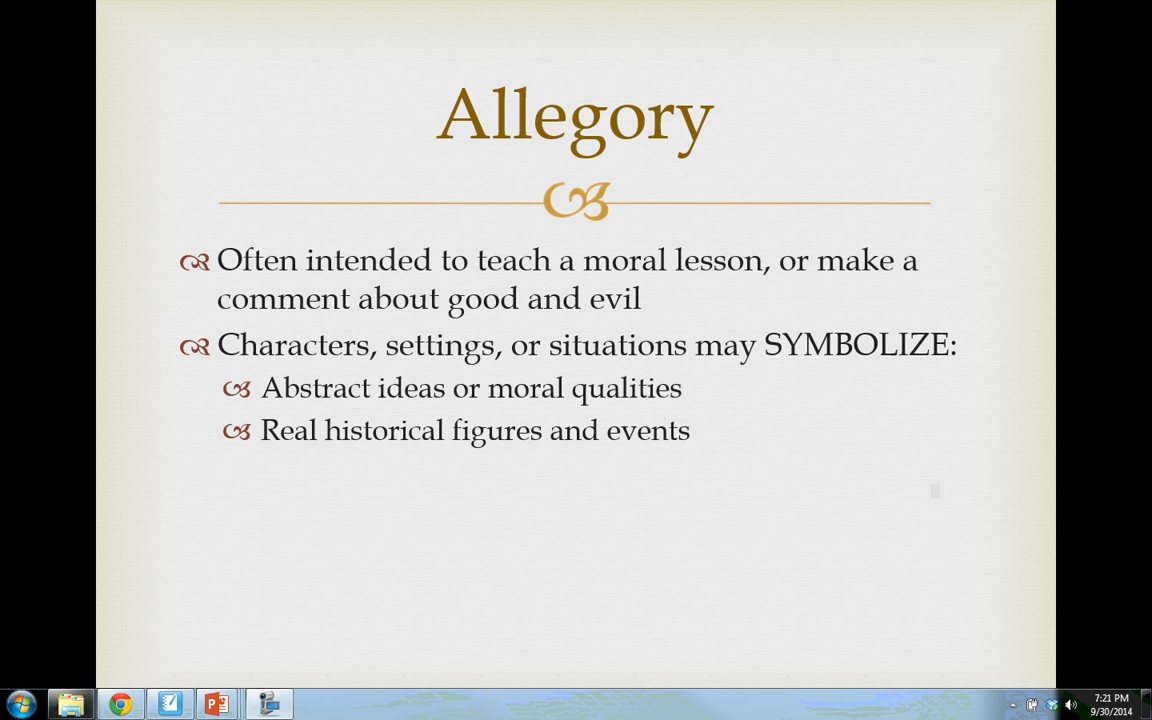 Allegory
Often intended to teach a moral lesson, or make a
comment about good and evil
Characters, settings, or situations may SYMBOLIZE:
Abstract ideas or moral qualities
Real historical figures and events
7:21 PM
9/30/2014